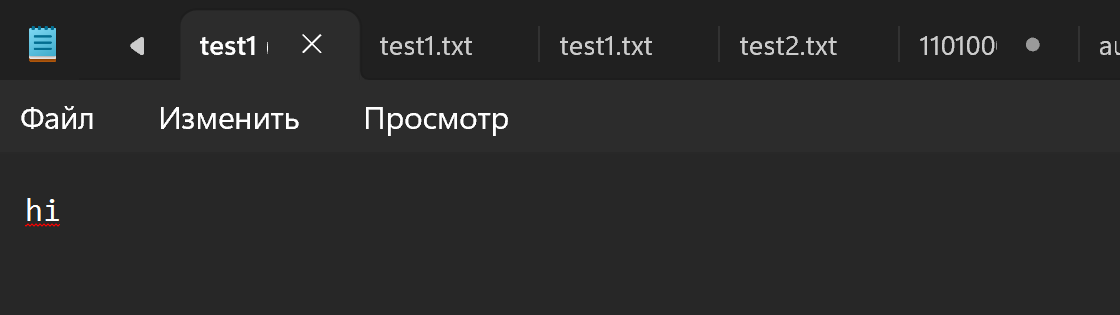 test1 ( test1.txt test1.txt test2.txt 110100
Файл Изменить Просмотр
hi